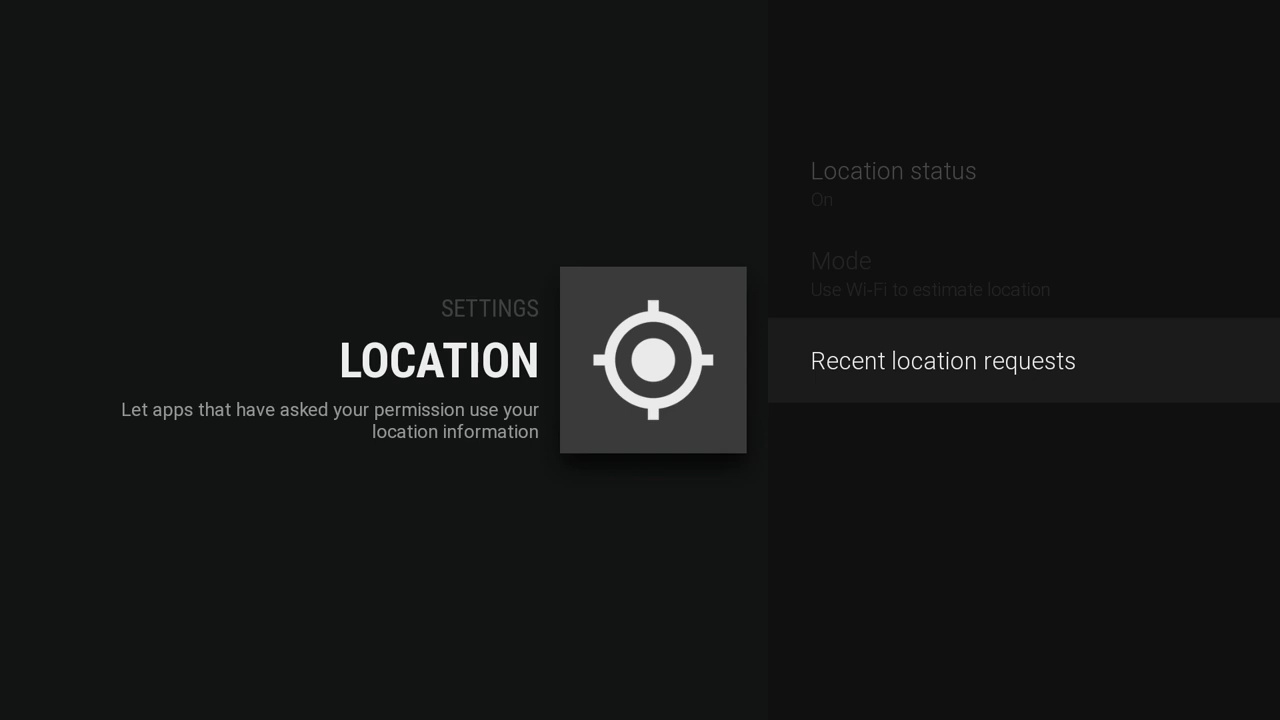 SETTINGS
LOCATION
Let apps that have asked your permission use your
location information
Location status
On
Mode
Use Wi-Fi to estimate location
Recent location requests